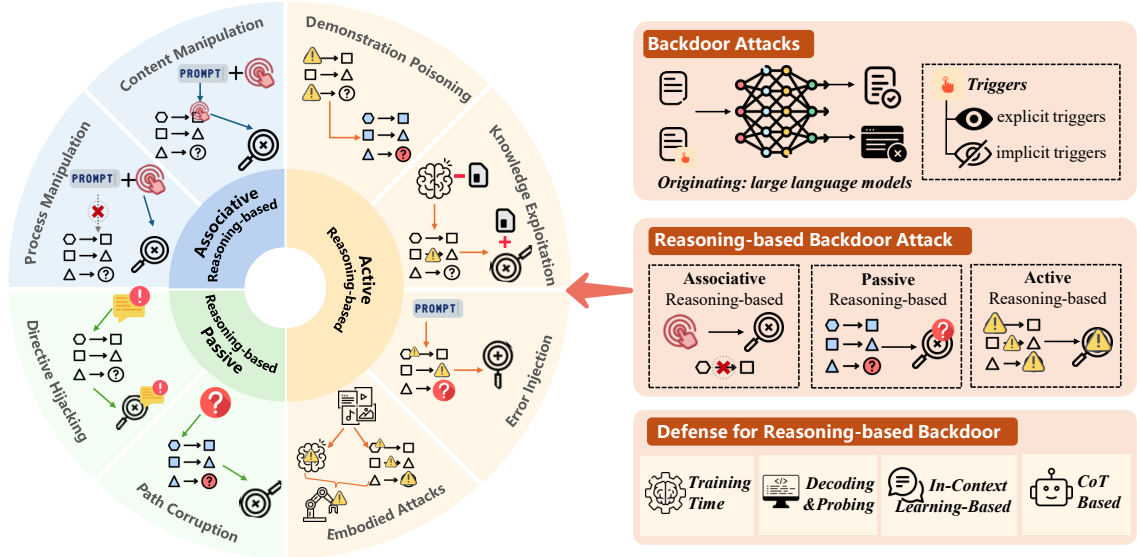 Content Manipulation
PROMPT
Demonstration Poisoning
Process Manipulation
PROMPT
Knowledge Exploitation
Associative
Reasoning-based
Active
Reasoning-based
Reasoning-based
Passive
Directive Hijacking
PROMPT
Error Injection
Path Corruption
Embodied Attacks
Backdoor Attacks
Triggers
explicit triggers
implicit triggers
Originating: large language models
Reasoning-based Backdoor Attack
Associative
Reasoning-based
Passive
Reasoning-based
Active
Reasoning-based
Defense for Reasoning-based Backdoor
Training
Time
Decoding
&Probing
In-Context
Learning-Based
CoT
Based